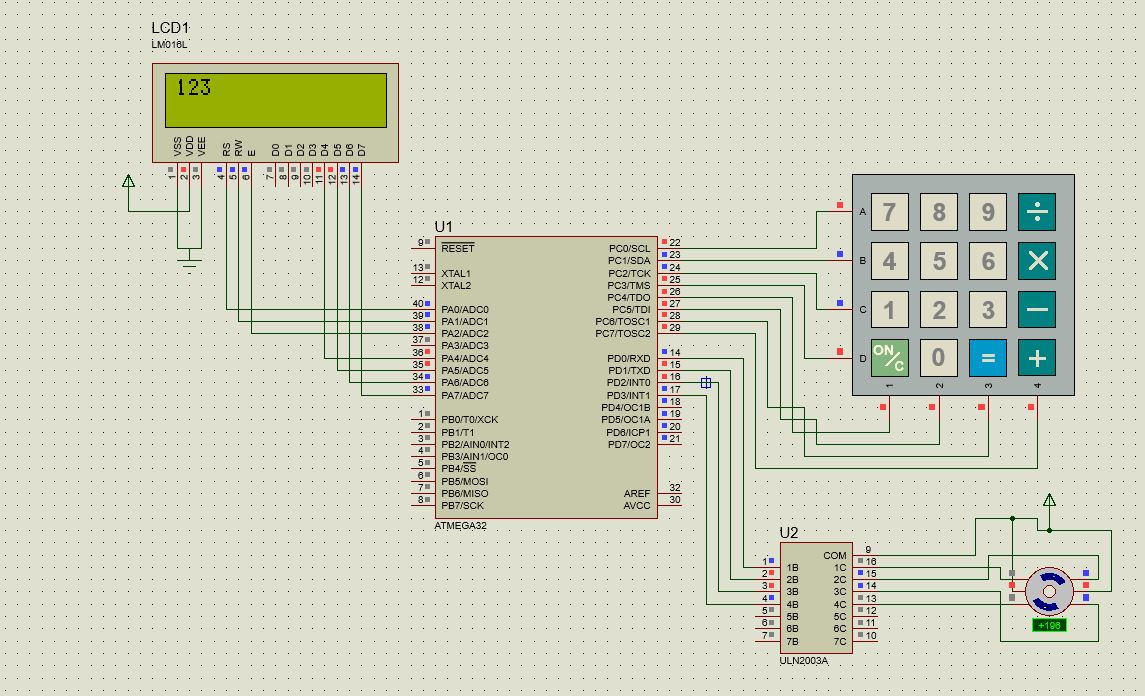 LCD1
LM016L
123
VSS VDD VEE RS RW E D0 D1 D2 D3 D4 D5 D6 D7
1 2 3 4 5 6 7 8 9 10 11 12 13 14
U1
9 RESET
13 XTAL1
12 XTAL2
40 PA0/ADC0
39 PA1/ADC1
38 PA2/ADC2
37 PA3/ADC3
36 PA4/ADC4
35 PA5/ADC5
34 PA6/ADC6
33 PA7/ADC7
1 PB0/T0/XCK
2 PB1/T1
3 PB2/AIN0/INT2
4 PB3/AIN1/OC0
5 PB4/SS
6 PB5/MOSI
7 PB6/MISO
8 PB7/SCK
PC0/SCL 22
PC1/SDA 23
PC2/TCK 24
PC3/TMS 25
PC4/TDO 26
PC5/TDI 27
PC6/TOSC1 28
PC7/TOSC2 29
PD0/RXD 14
PD1/TXD 15
PD2/INT0 16
PD3/INT1 17
PD4/OC1B 18
PD5/OC1A 19
PD6/ICP1 20
PD7/OC2 21
AREF 32
AVCC 30
ATMEGA32
A 7 8 9 ÷
B 4 5 6 ×
C 1 2 3 −
D ON/C 0 = +
1 2 3 4
U2
COM 9
1 1B 1C 16
2 2B 2C 15
3 3B 3C 14
4 4B 4C 13
5 5B 5C 12
6 6B 6C 11
7 7B 7C 10
ULN2003A
+196